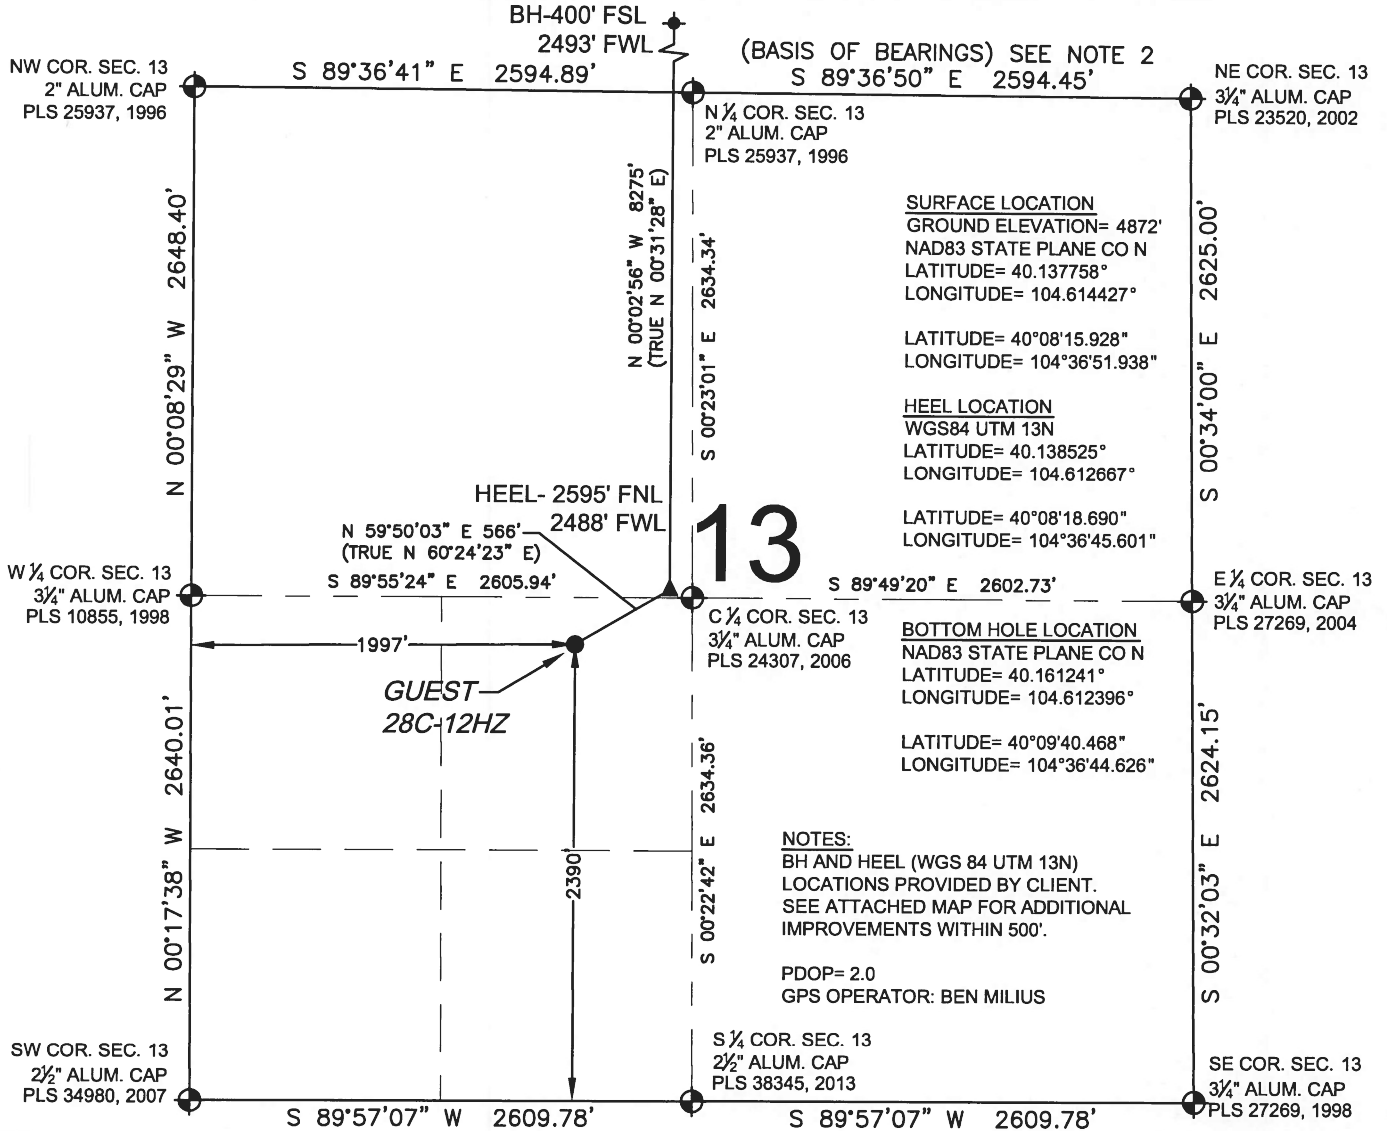 BH-400' FSL
2493' FWL
(BASIS OF BEARINGS) SEE NOTE 2
NW COR. SEC. 13
2" ALUM. CAP
PLS 25937, 1996
S 89°36'41" E 2594.89'
S 89°36'50" E 2594.45'
NE COR. SEC. 13
3¼" ALUM. CAP
PLS 23520, 2002
N ¼ COR. SEC. 13
2" ALUM. CAP
PLS 25937, 1996
N 00°08'29" W 2648.40'
N 00°02'56" W 8275'
(TRUE N 00°31'28" E)
S 00°23'01" E 2634.34'
SURFACE LOCATION
GROUND ELEVATION= 4872'
NAD83 STATE PLANE CO N
LATITUDE= 40.137758°
LONGITUDE= 104.614427°
LATITUDE= 40°08'15.928"
LONGITUDE= 104°36'51.938"
HEEL LOCATION
WGS84 UTM 13N
LATITUDE= 40.138525°
LONGITUDE= 104.612667°
LATITUDE= 40°08'18.690"
LONGITUDE= 104°36'45.601"
S 00°34'00" E 2625.00'
HEEL- 2595' FNL
2488' FWL
N 59°50'03" E 566'
(TRUE N 60°24'23" E)
13
W ¼ COR. SEC. 13
3¼" ALUM. CAP
PLS 10855, 1998
S 89°55'24" E 2605.94'
S 89°49'20" E 2602.73'
E ¼ COR. SEC. 13
3¼" ALUM. CAP
PLS 27269, 2004
C ¼ COR. SEC. 13
3¼" ALUM. CAP
PLS 24307, 2006
1997'
GUEST
28C-12HZ
BOTTOM HOLE LOCATION
NAD83 STATE PLANE CO N
LATITUDE= 40.161241°
LONGITUDE= 104.612396°
LATITUDE= 40°09'40.468"
LONGITUDE= 104°36'44.626"
N 00°17'38" W 2640.01'
2390'
S 00°22'42" E 2634.36'
S 00°32'03" E 2624.15'
NOTES:
BH AND HEEL (WGS 84 UTM 13N)
LOCATIONS PROVIDED BY CLIENT.
SEE ATTACHED MAP FOR ADDITIONAL
IMPROVEMENTS WITHIN 500'.
PDOP= 2.0
GPS OPERATOR: BEN MILIUS
SW COR. SEC. 13
2½" ALUM. CAP
PLS 34980, 2007
S ¼ COR. SEC. 13
2½" ALUM. CAP
PLS 38345, 2013
SE COR. SEC. 13
3¼" ALUM. CAP
PLS 27269, 1998
S 89°57'07" W 2609.78'
S 89°57'07" W 2609.78'